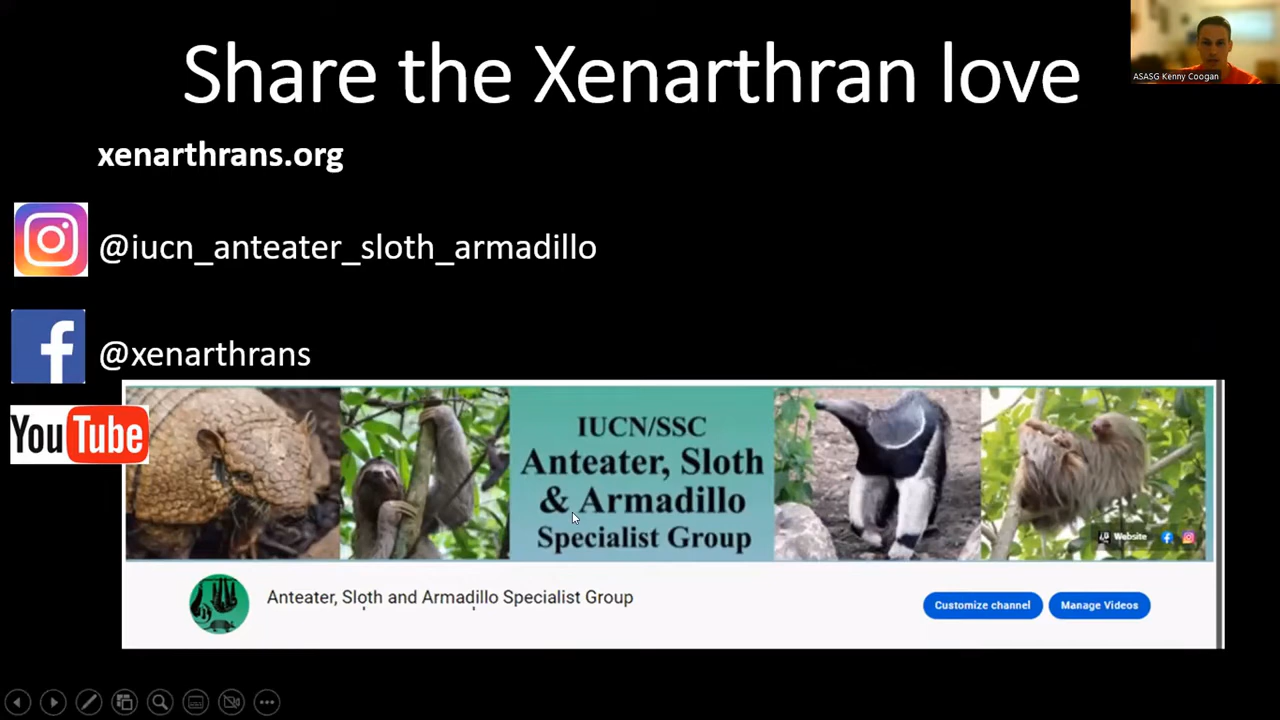 Share the Xenarthran love
ASASG Kenny Coogan
xenarthrans.org
@iucn_anteater_sloth_armadillo
@xenarthrans
YouTube
IUCN/SSC
Anteater, Sloth
& Armadillo
Specialist Group
Website
Anteater, Sloth and Armadillo Specialist Group
Customize channel
Manage Videos